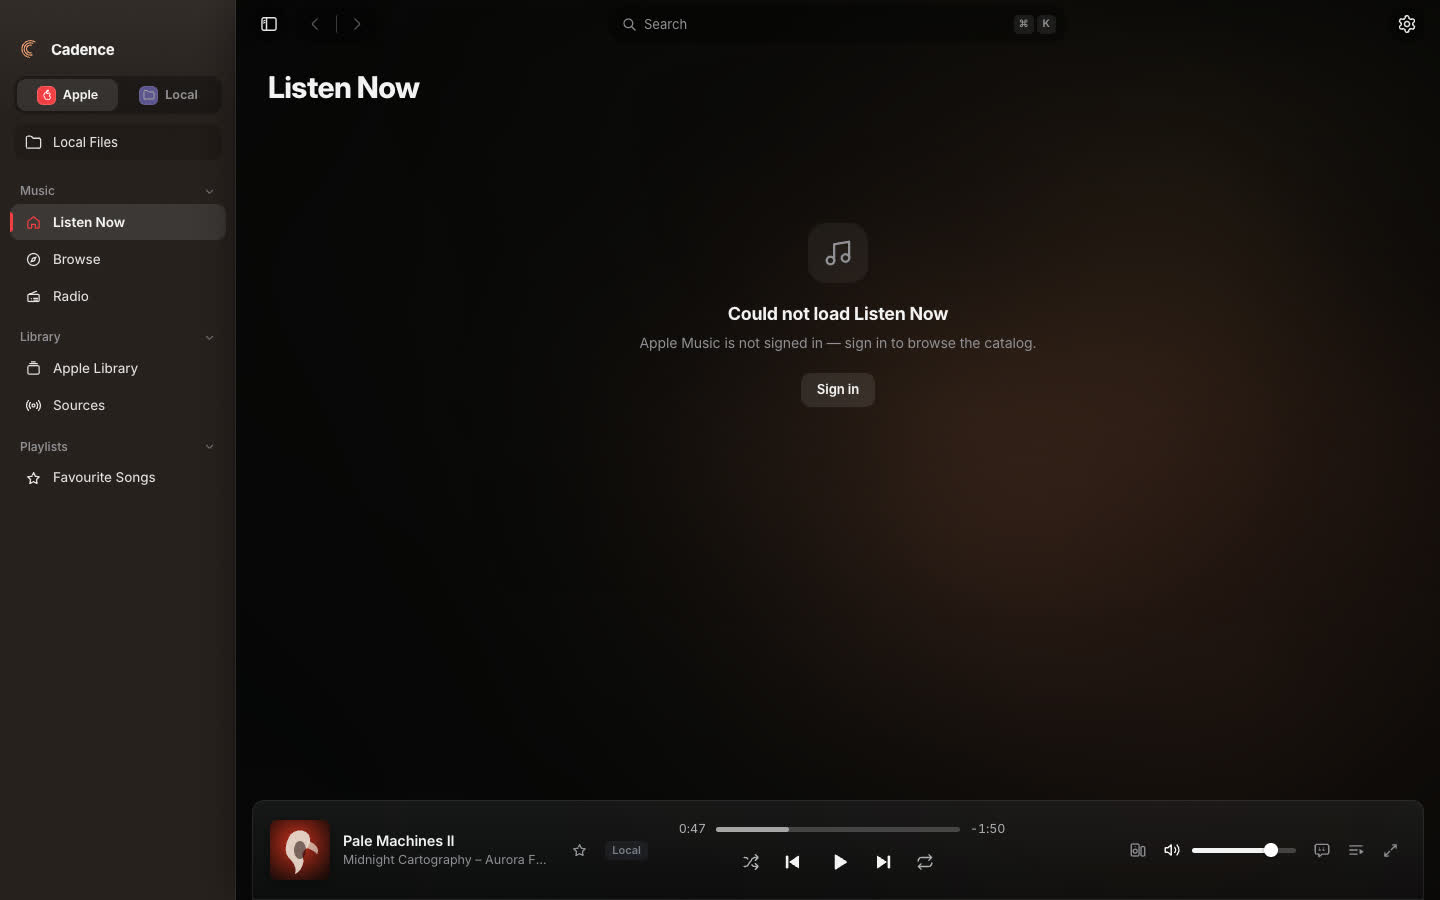 Cadence
Apple
Local
Local Files
Music
Listen Now
Browse
Radio
Library
Apple Library
Sources
Playlists
Favourite Songs
Search
⌘ K
Listen Now
Could not load Listen Now
Apple Music is not signed in — sign in to browse the catalog.
Sign in
Pale Machines II
Midnight Cartography – Aurora F...
Local
0:47
-1:50